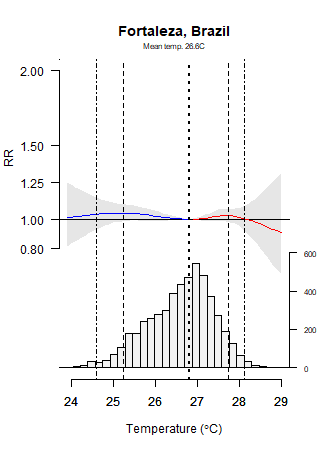 Fortaleza, Brazil
Mean temp. 26.6C
2.00
1.50
1.25
1.00
0.80
RR
600
400
200
0
24 25 26 27 28 29
Temperature (°C)